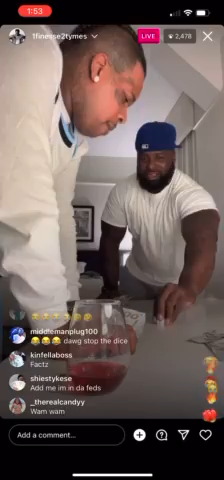 1:53
1fineyse2tymes
LIVE
2,478
middlemanplug100
😂😂😂 dawg stop the dice
kinfellaboss
Factz
shiestykese
Add me im in da feds
_therealcandyy
Wam wam
Add a comment...